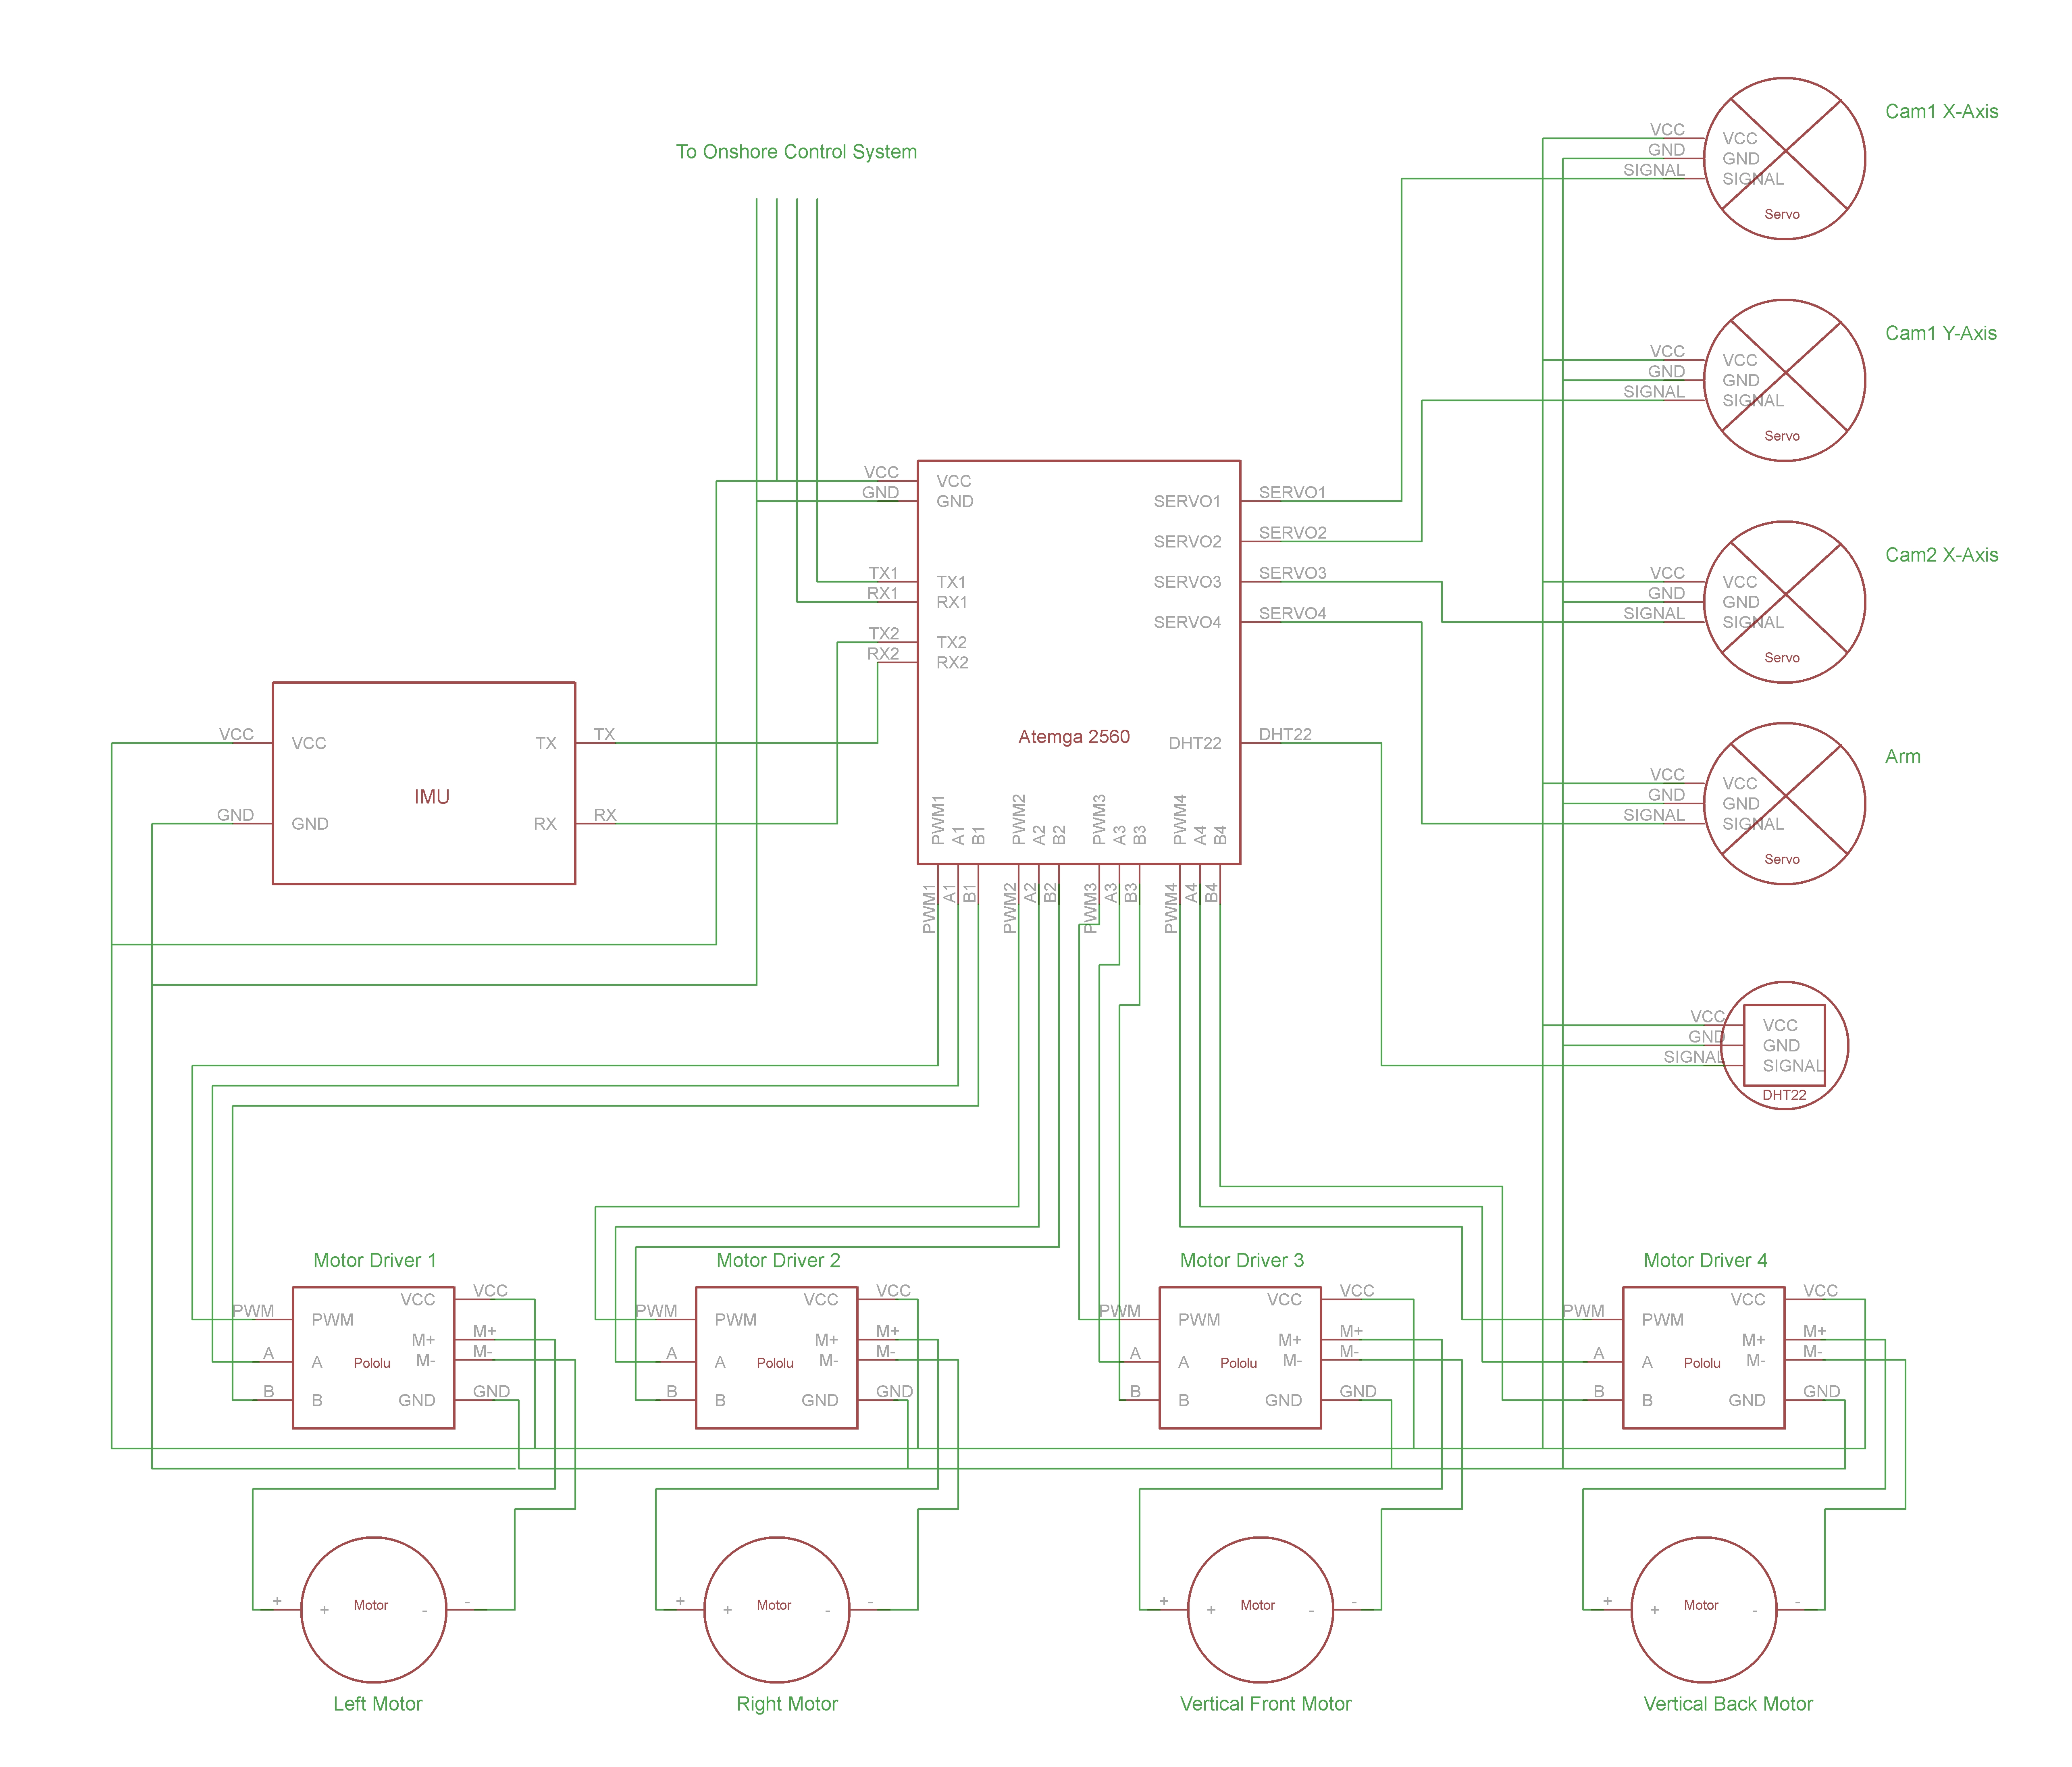 Cam1 X-Axis
VCC
GND
SIGNAL
VCC
GND
SIGNAL
Servo
To Onshore Control System
Cam1 Y-Axis
VCC
GND
SIGNAL
VCC
GND
SIGNAL
Servo
VCC
GND
TX1
RX1
TX2
RX2
VCC
GND
TX1
RX1
TX2
RX2
SERVO1
SERVO2
SERVO3
SERVO4
DHT22
SERVO1
SERVO2
SERVO3
SERVO4
DHT22
Atemga 2560
PWM1
A1
B1
PWM2
A2
B2
PWM3
A3
B3
PWM4
A4
B4
PWM1
A1
B1
PWM2
A2
B2
PWM3
A3
B3
PWM4
A4
B4
Cam2 X-Axis
VCC
GND
SIGNAL
VCC
GND
SIGNAL
Servo
VCC
GND
VCC
GND
IMU
TX
RX
TX
RX
Arm
VCC
GND
SIGNAL
VCC
GND
SIGNAL
Servo
VCC
GND
SIGNAL
VCC
GND
SIGNAL
DHT22
Motor Driver 1
PWM
A
B
PWM
A
B
Pololu
VCC
M+
M-
GND
VCC
M+
M-
GND
Motor Driver 2
PWM
A
B
PWM
A
B
Pololu
VCC
M+
M-
GND
VCC
M+
M-
GND
Motor Driver 3
PWM
A
B
PWM
A
B
Pololu
VCC
M+
M-
GND
VCC
M+
M-
GND
Motor Driver 4
PWM
A
B
PWM
A
B
Pololu
VCC
M+
M-
GND
VCC
M+
M-
GND
+
+
Motor
-
-
Left Motor
+
+
Motor
-
-
Right Motor
+
+
Motor
-
-
Vertical Front Motor
+
+
Motor
-
-
Vertical Back Motor